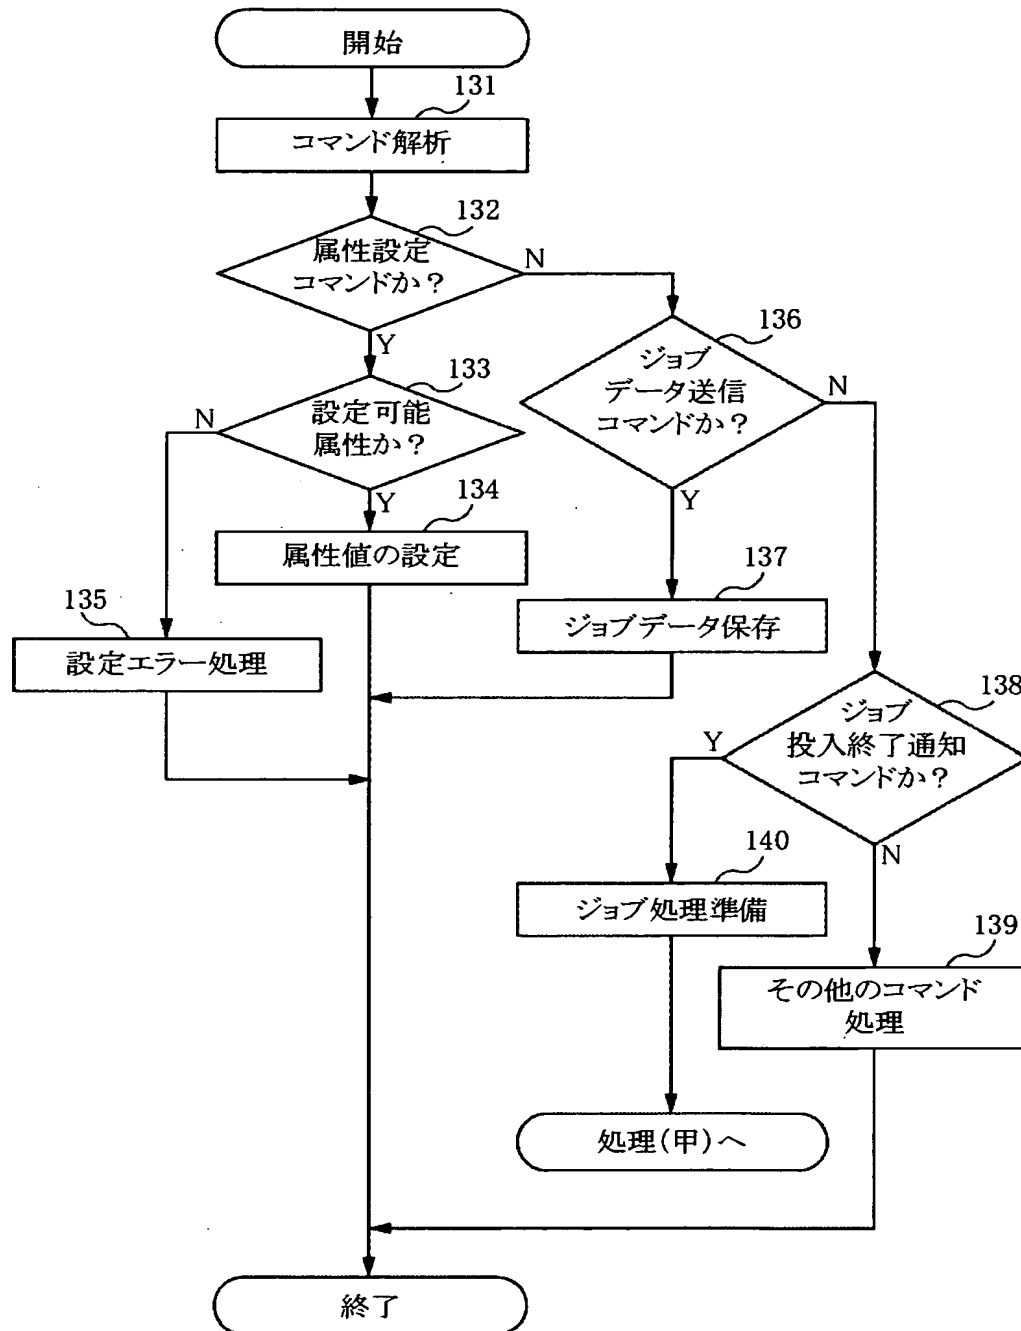 開始
131
コマンド解析
132
属性設定
コマンドか?
N
Y
133
設定可能
属性か?
N
Y
134
属性値の設定
135
設定エラー処理
136
ジョブ
データ送信
コマンドか?
N
Y
137
ジョブデータ保存
138
ジョブ
投入終了通知
コマンドか?
Y
N
140
ジョブ処理準備
139
その他のコマンド
処理
処理(甲)へ
終了